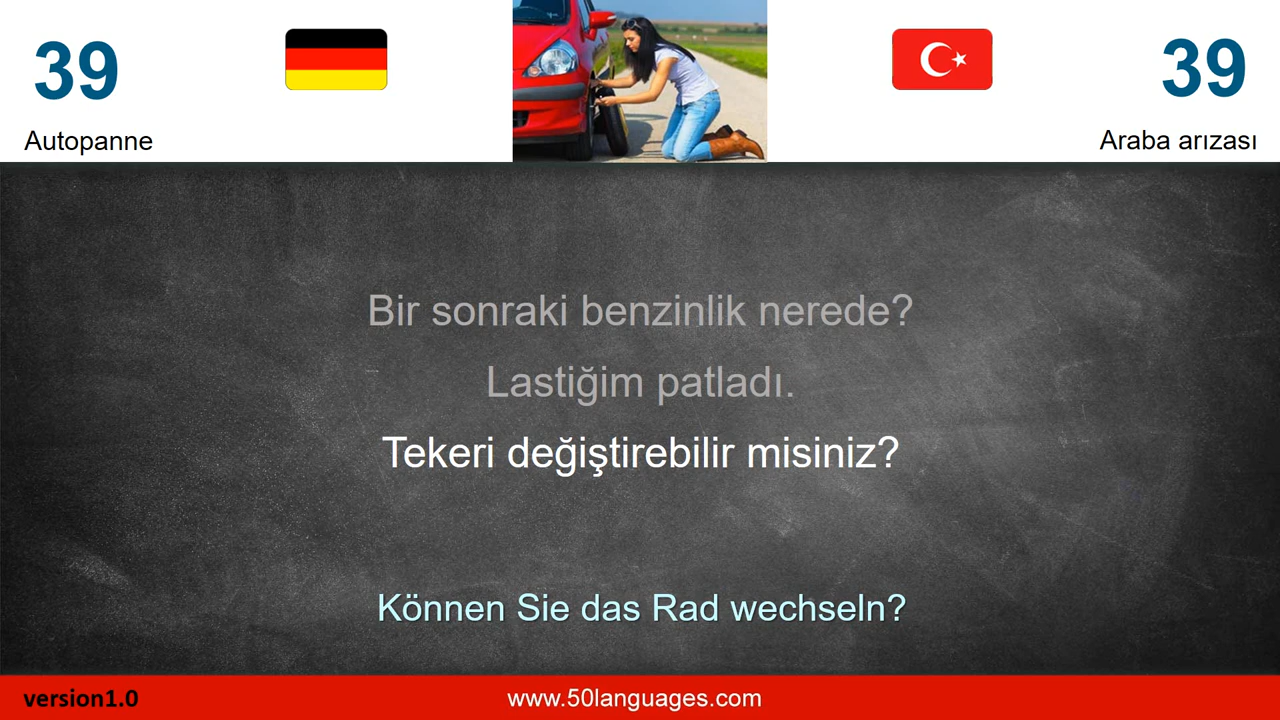 39
39
Autopanne
Araba arızası
Bir sonraki benzinlik nerede?
Lastiğim patladı.
Tekeri değiştirebilir misiniz?
Können Sie das Rad wechseln?
version1.0
www.50languages.com